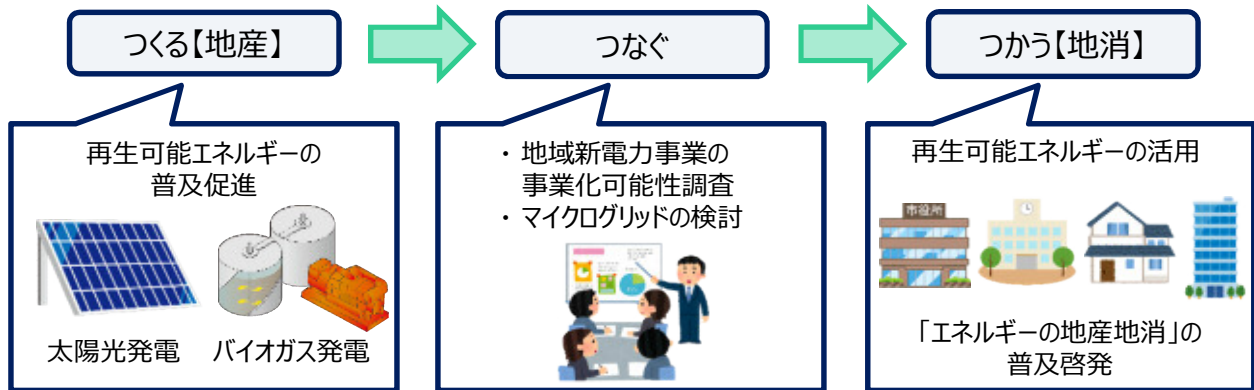 つくる【地産】
つなぐ
つかう【地消】
再生可能エネルギーの
普及促進
太陽光発電
バイオガス発電
・ 地域新電力事業の
事業化可能性調査
・ マイクログリッドの検討
再生可能エネルギーの活用
市役所
「エネルギーの地産地消」の
普及啓発